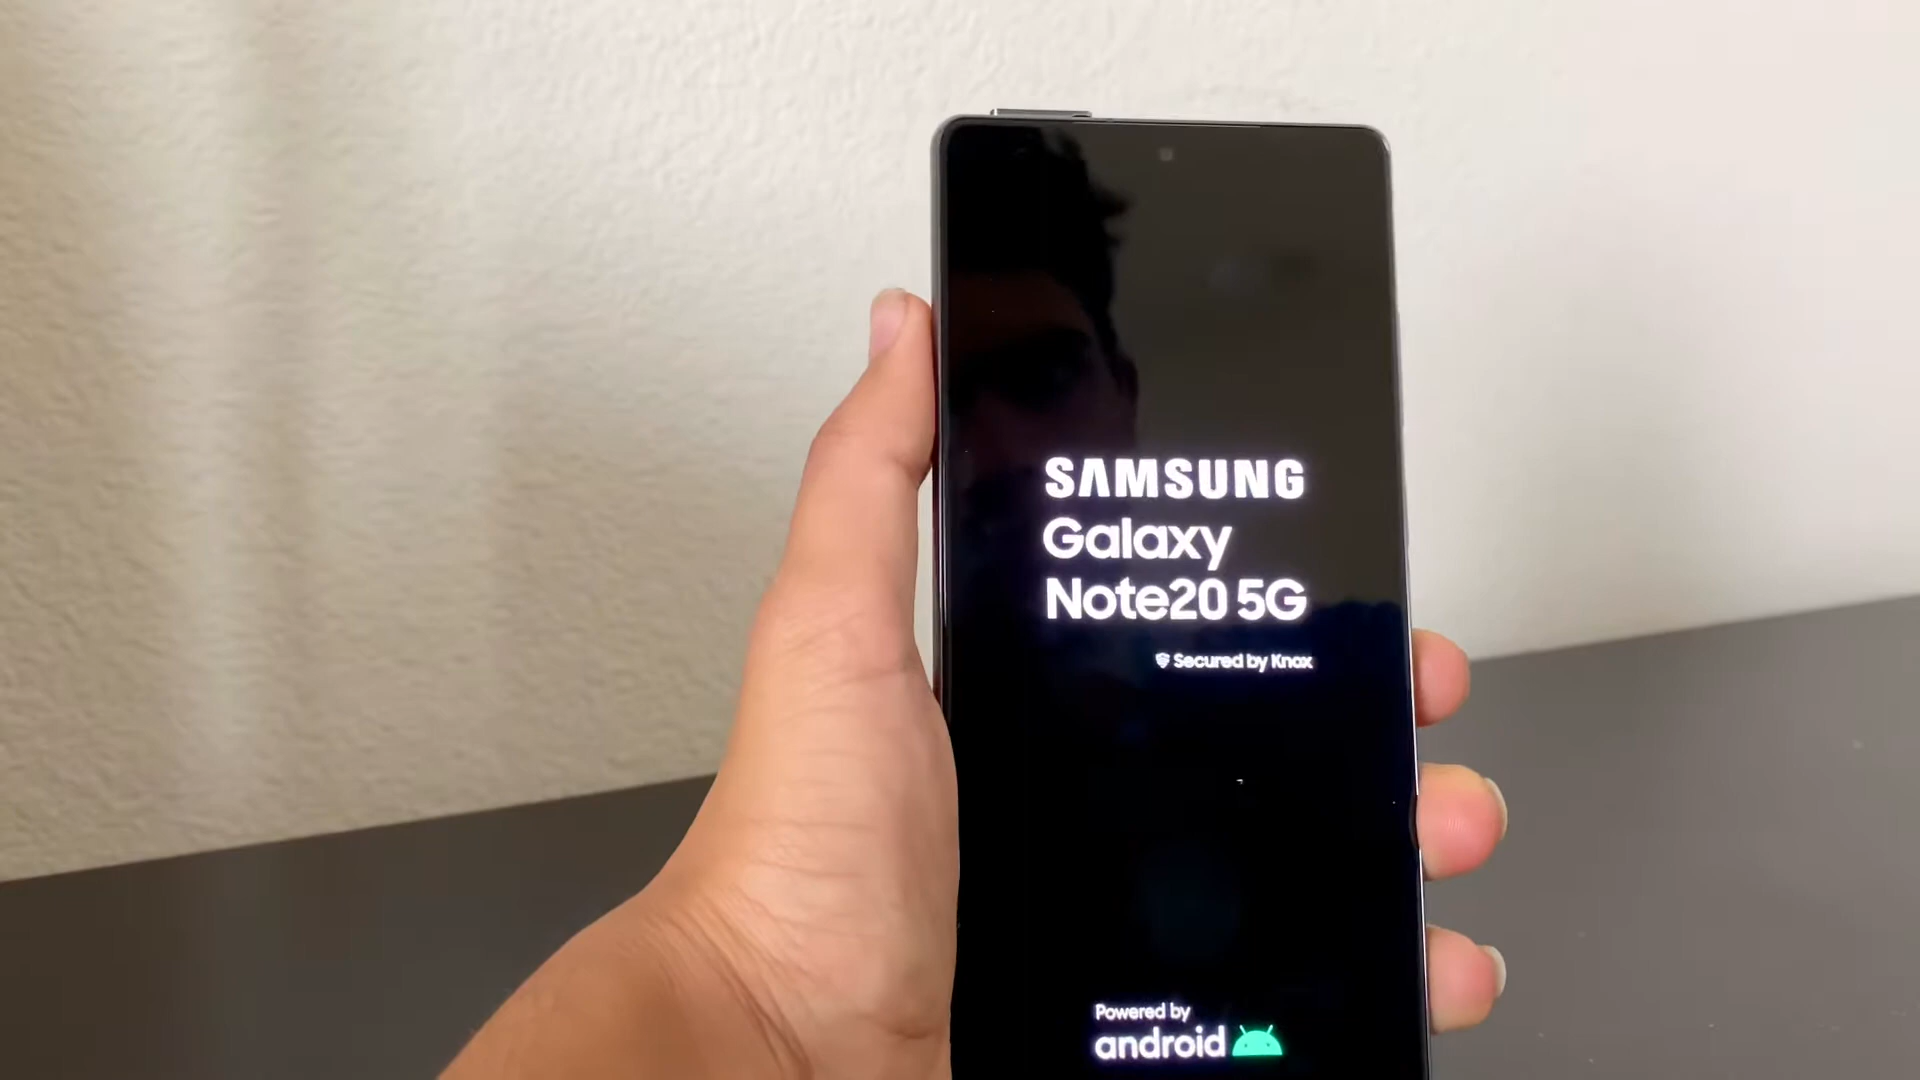 SAMSUNG
Galaxy
Note20 5G
Secured by Knox
Powered by
android